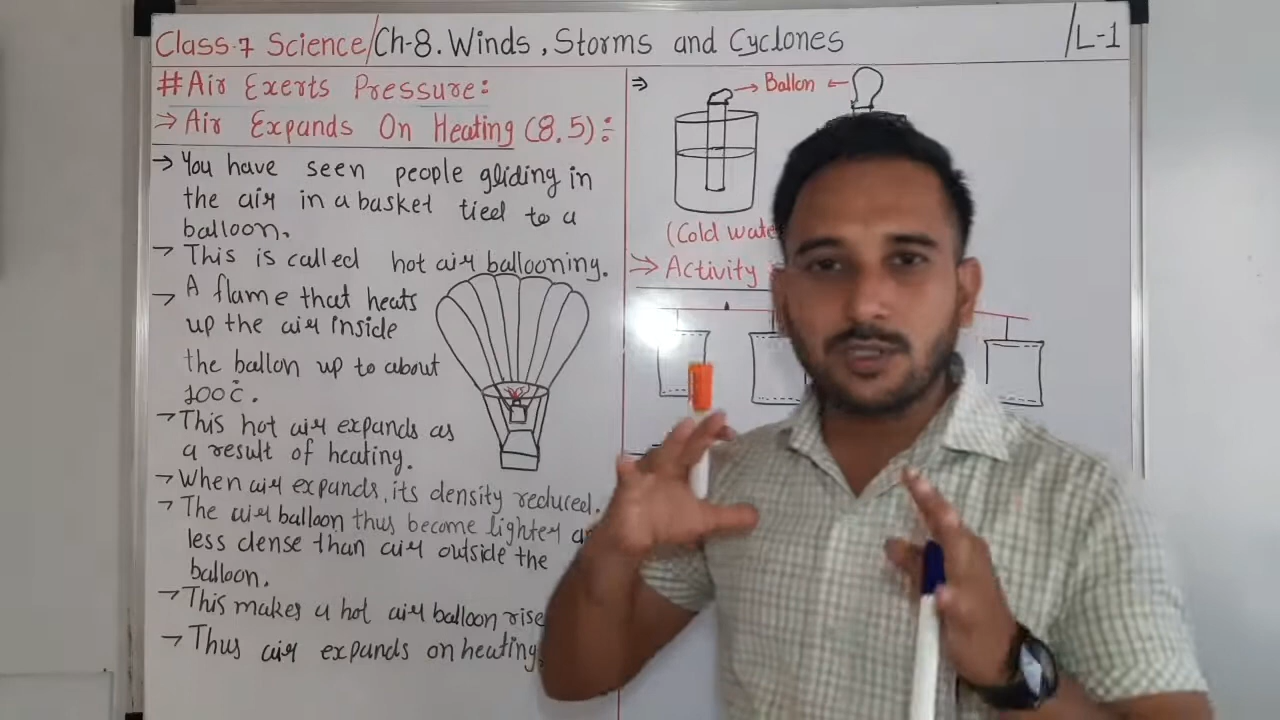 Class.7 Science/Ch-8. Winds, Storms and Cyclones /L-1
#Air Exerts Pressure:
→ Air Expands On Heating (8.5):
→ You have seen people gliding in
the air in a basket tied to a
balloon.
→ This is called hot air ballooning.
→ A flame that heats
up the air inside
the ballon up to about
100°C.
→ This hot air expands as
a result of heating.
→ When air expands, its density reduced.
→ The air balloon thus become lighter
less dense than air outside the
balloon.
→ This makes a hot air balloon rise
→ Thus air expands on heating.
⇒ → Ballon ←
(Cold
→ Activity